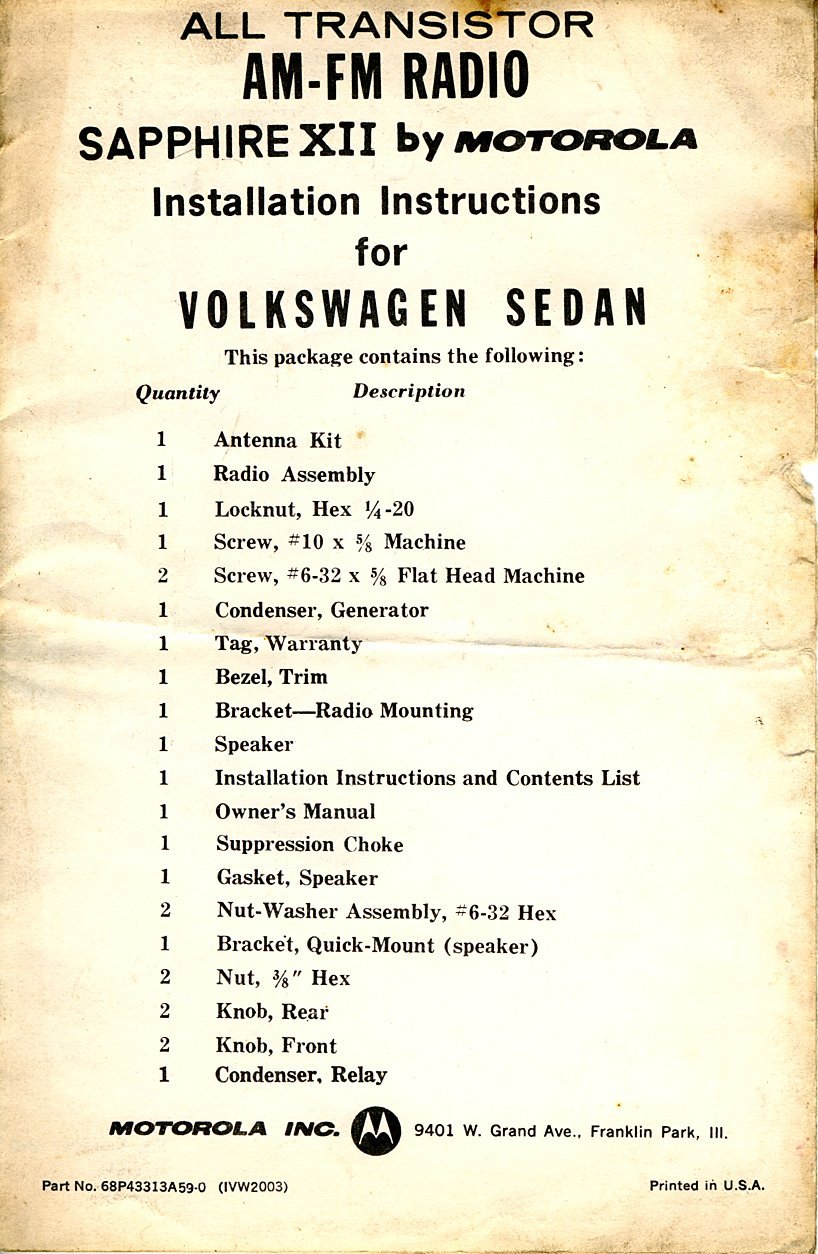 ALL TRANSISTOR
AM-FM RADIO
SAPPHIRE XII by MOTOROLA
Installation Instructions
for
VOLKSWAGEN SEDAN
This package contains the following:
Quantity Description
1 Antenna Kit
1 Radio Assembly
1 Locknut, Hex ¼-20
1 Screw, #10 x ⅝ Machine
2 Screw, #6-32 x ⅝ Flat Head Machine
1 Condenser, Generator
1 Tag, Warranty
1 Bezel, Trim
1 Bracket—Radio Mounting
1 Speaker
1 Installation Instructions and Contents List
1 Owner's Manual
1 Suppression Choke
1 Gasket, Speaker
2 Nut-Washer Assembly, #6-32 Hex
1 Bracket, Quick-Mount (speaker)
2 Nut, ⅜" Hex
2 Knob, Rear
2 Knob, Front
1 Condenser, Relay
MOTOROLA INC. 9401 W. Grand Ave., Franklin Park, Ill.
Part No. 68P43313A59-0 (IVW2003) Printed in U.S.A.